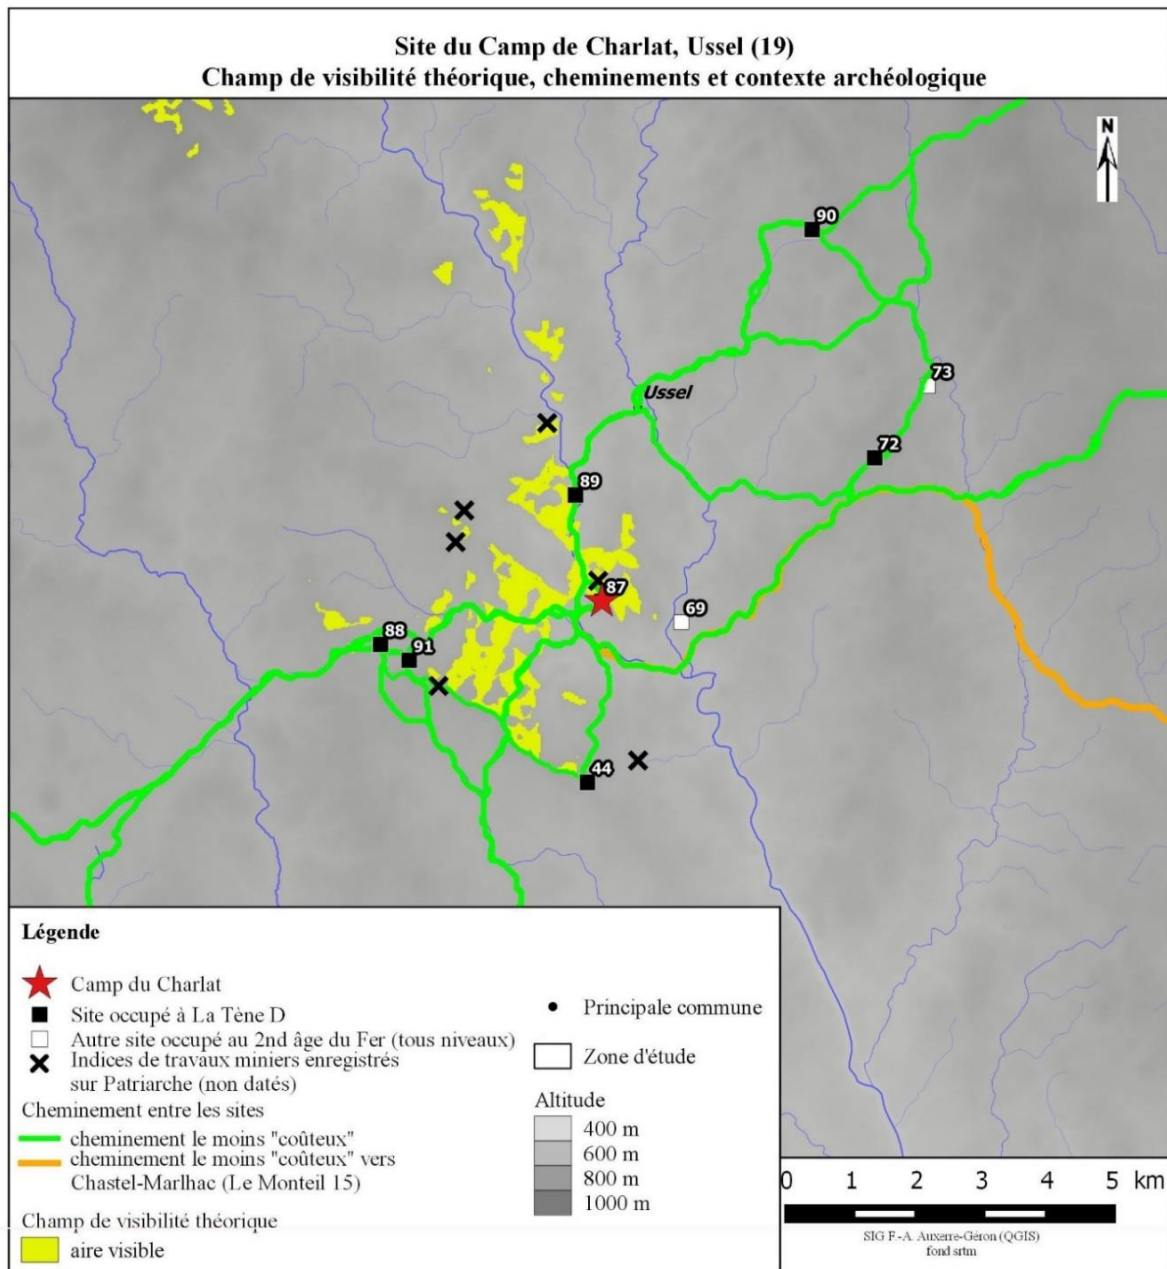 Site du Camp de Charlat, Ussel (19)
Champ de visibilité théorique, cheminements et contexte archéologique
N
90
Ussel
73
72
89
87
69
88
91
44
Légende
Camp du Charlat
Site occupé à La Tène D
Autre site occupé au 2nd âge du Fer (tous niveaux)
Indices de travaux miniers enregistrés
sur Patriarche (non datés)
Cheminement entre les sites
cheminement le moins "coûteux"
cheminement le moins "coûteux" vers
Chastel-Marlhac (Le Monteil 15)
Champ de visibilité théorique
aire visible
Principale commune
Zone d'étude
Altitude
400 m
600 m
800 m
1000 m
0 1 2 3 4 5 km
SIG F.-A. Auxerre-Géron (QGIS)
fond srtm